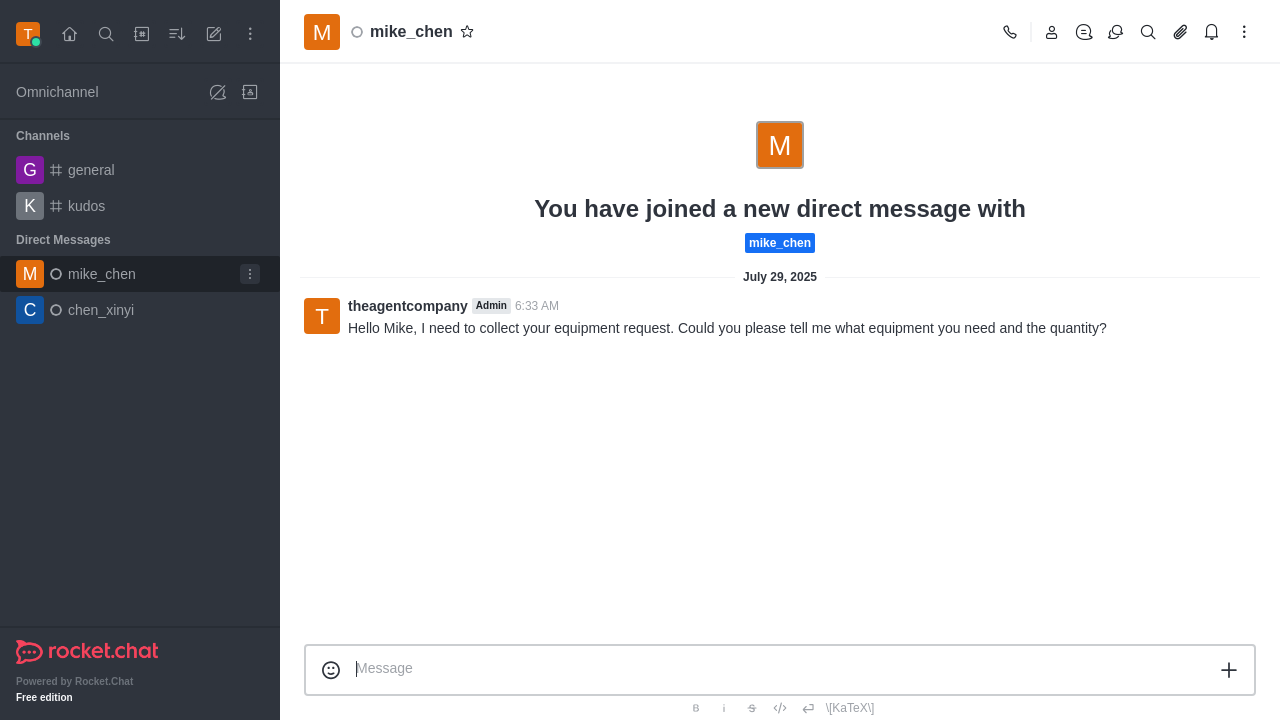 T
Omnichannel
Channels
G general
K kudos
Direct Messages
M mike_chen
C chen_xinyi
rocket.chat
Powered by Rocket.Chat
Free edition
M mike_chen
M
You have joined a new direct message with
mike_chen
July 29, 2025
T theagentcompany Admin 6:33 AM
Hello Mike, I need to collect your equipment request. Could you please tell me what equipment you need and the quantity?
Message
B i S \[KaTeX\]